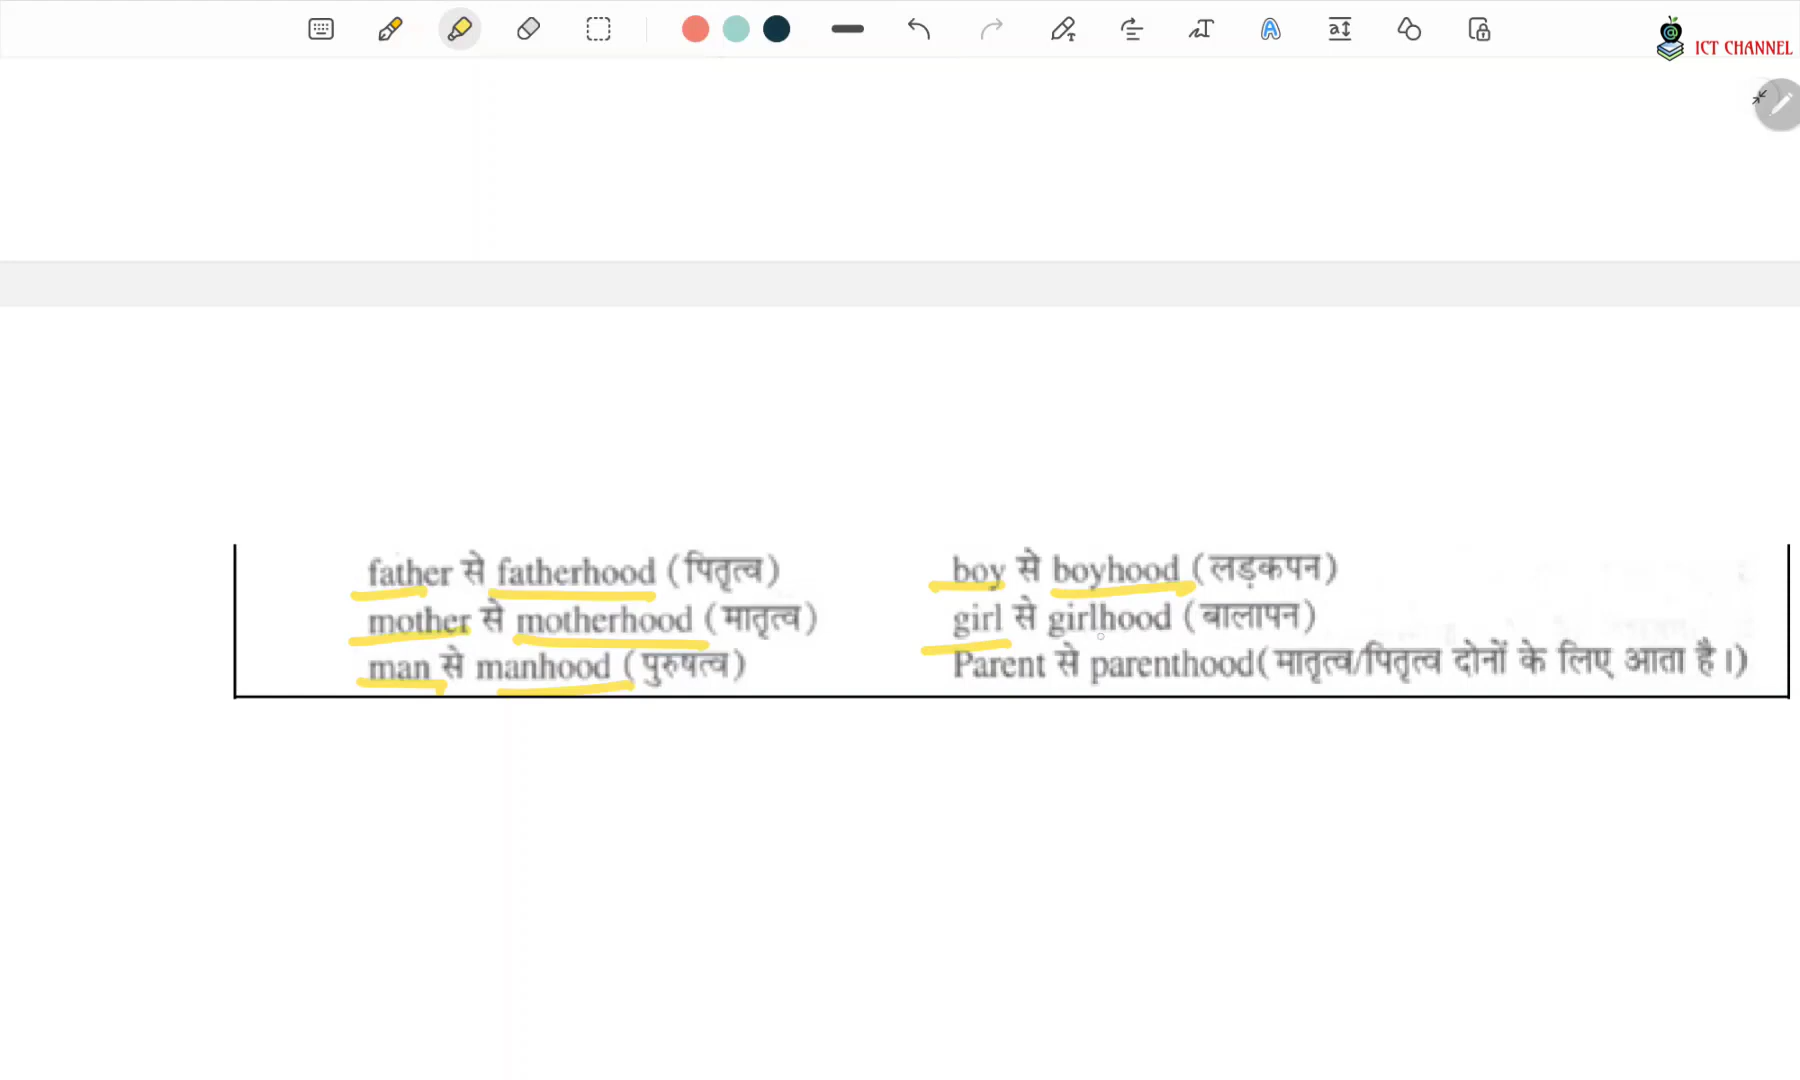 ICT CHANNEL
father से fatherhood (पितृत्व) boy से boyhood (लड़कपन)
mother से motherhood (मातृत्व) girl से girlhood (बालापन)
man से manhood (पुरुषत्व) Parent से parenthood(मातृत्व/पितृत्व दोनों के लिए आता है।)